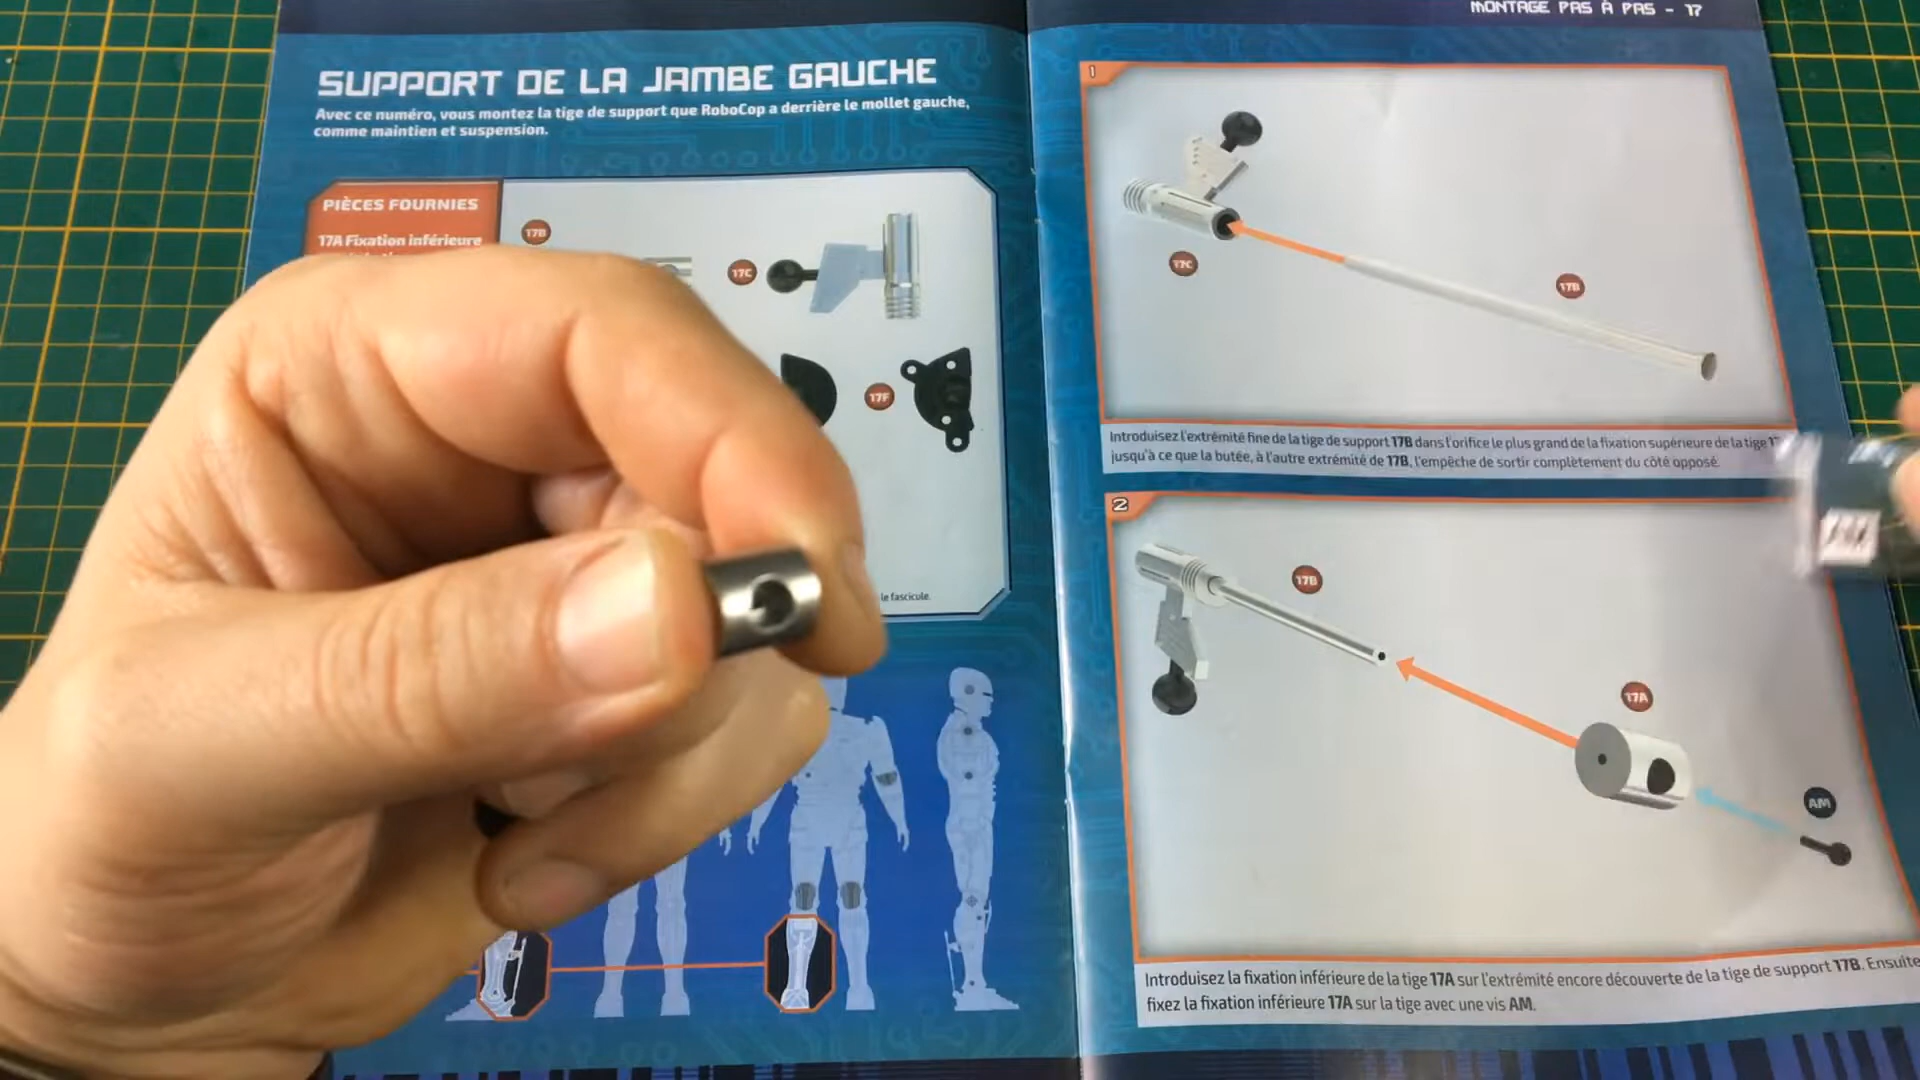 MONTAGE PAS À PAS - 17
SUPPORT DE LA JAMBE GAUCHE
Avec ce numéro, vous montez la tige de support que RoboCop a derrière le mollet gauche,
comme maintien et suspension.
PIÈCES FOURNIES
17A Fixation inférieure
17B
17C
17F
le fascicule.
1
17C
17B
Introduisez l'extrémité fine de la tige de support 17B dans l'orifice le plus grand de la fixation supérieure de la tige
jusqu'à ce que la butée, à l'autre extrémité de 17B, l'empêche de sortir complètement du côté opposé.
2
17B
17A
AM
Introduisez la fixation inférieure de la tige 17A sur l'extrémité encore découverte de la tige de support 17B. Ensuite
fixez la fixation inférieure 17A sur la tige avec une vis AM.